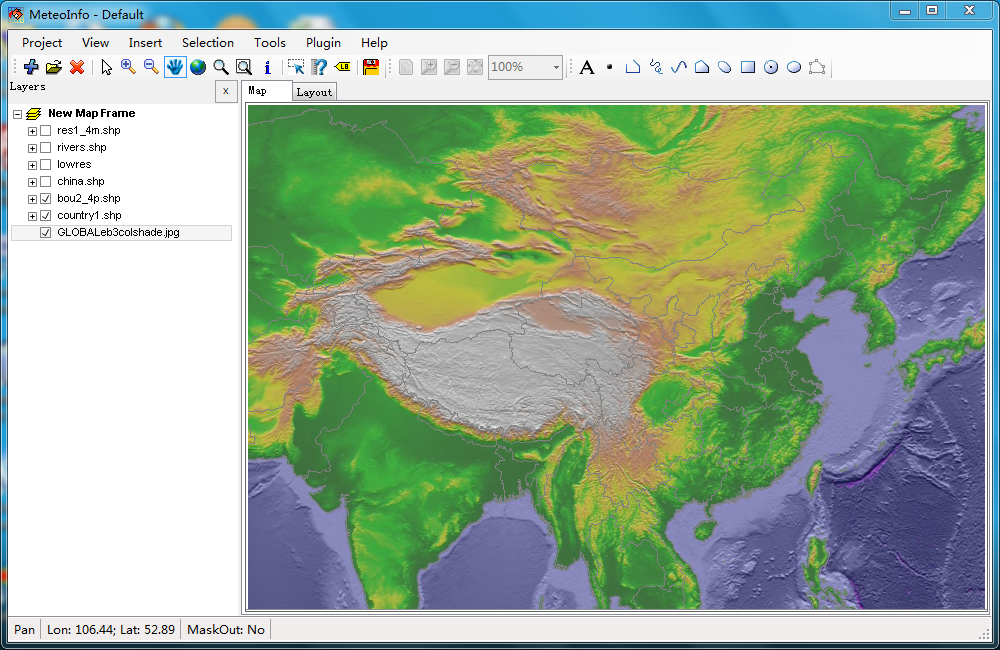 MeteoInfo - Default
Project View Insert Selection Tools Plugin Help
LB 100% A
Layers x Map Layout
New Map Frame
res1_4m.shp
rivers.shp
lowres
china.shp
bou2_4p.shp
country1.shp
GLOBALeb3colshade.jpg
Pan Lon: 106.44; Lat: 52.89 MaskOut: No